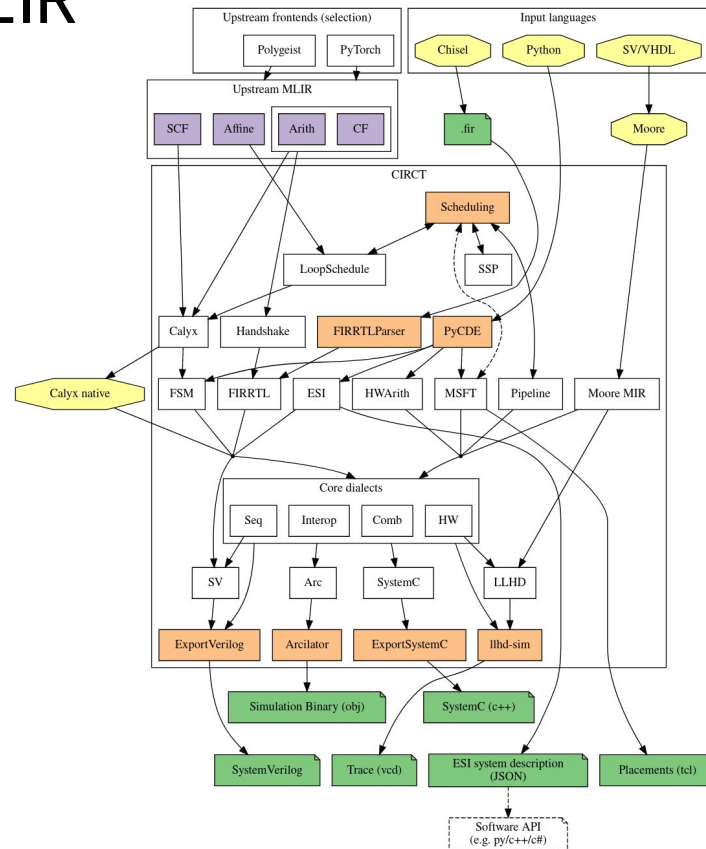 Upstream frontends (selection)
Polygeist
PyTorch
Input languages
Chisel
Python
SV/VHDL
Upstream MLIR
SCF
Affine
Arith
CF
.fir
Moore
CIRCT
Scheduling
LoopSchedule
SSP
Calyx
Handshake
FIRRTLParser
PyCDE
Calyx native
FSM
FIRRTL
ESI
HWArith
MSFT
Pipeline
Moore MIR
Core dialects
Seq
Interop
Comb
HW
SV
Arc
SystemC
LLHD
ExportVerilog
Arcilator
ExportSystemC
llhd-sim
Simulation Binary (obj)
SystemC (c++)
SystemVerilog
Trace (vcd)
ESI system description
(JSON)
Placements (tcl)
Software API
(e.g. py/c++/c#)